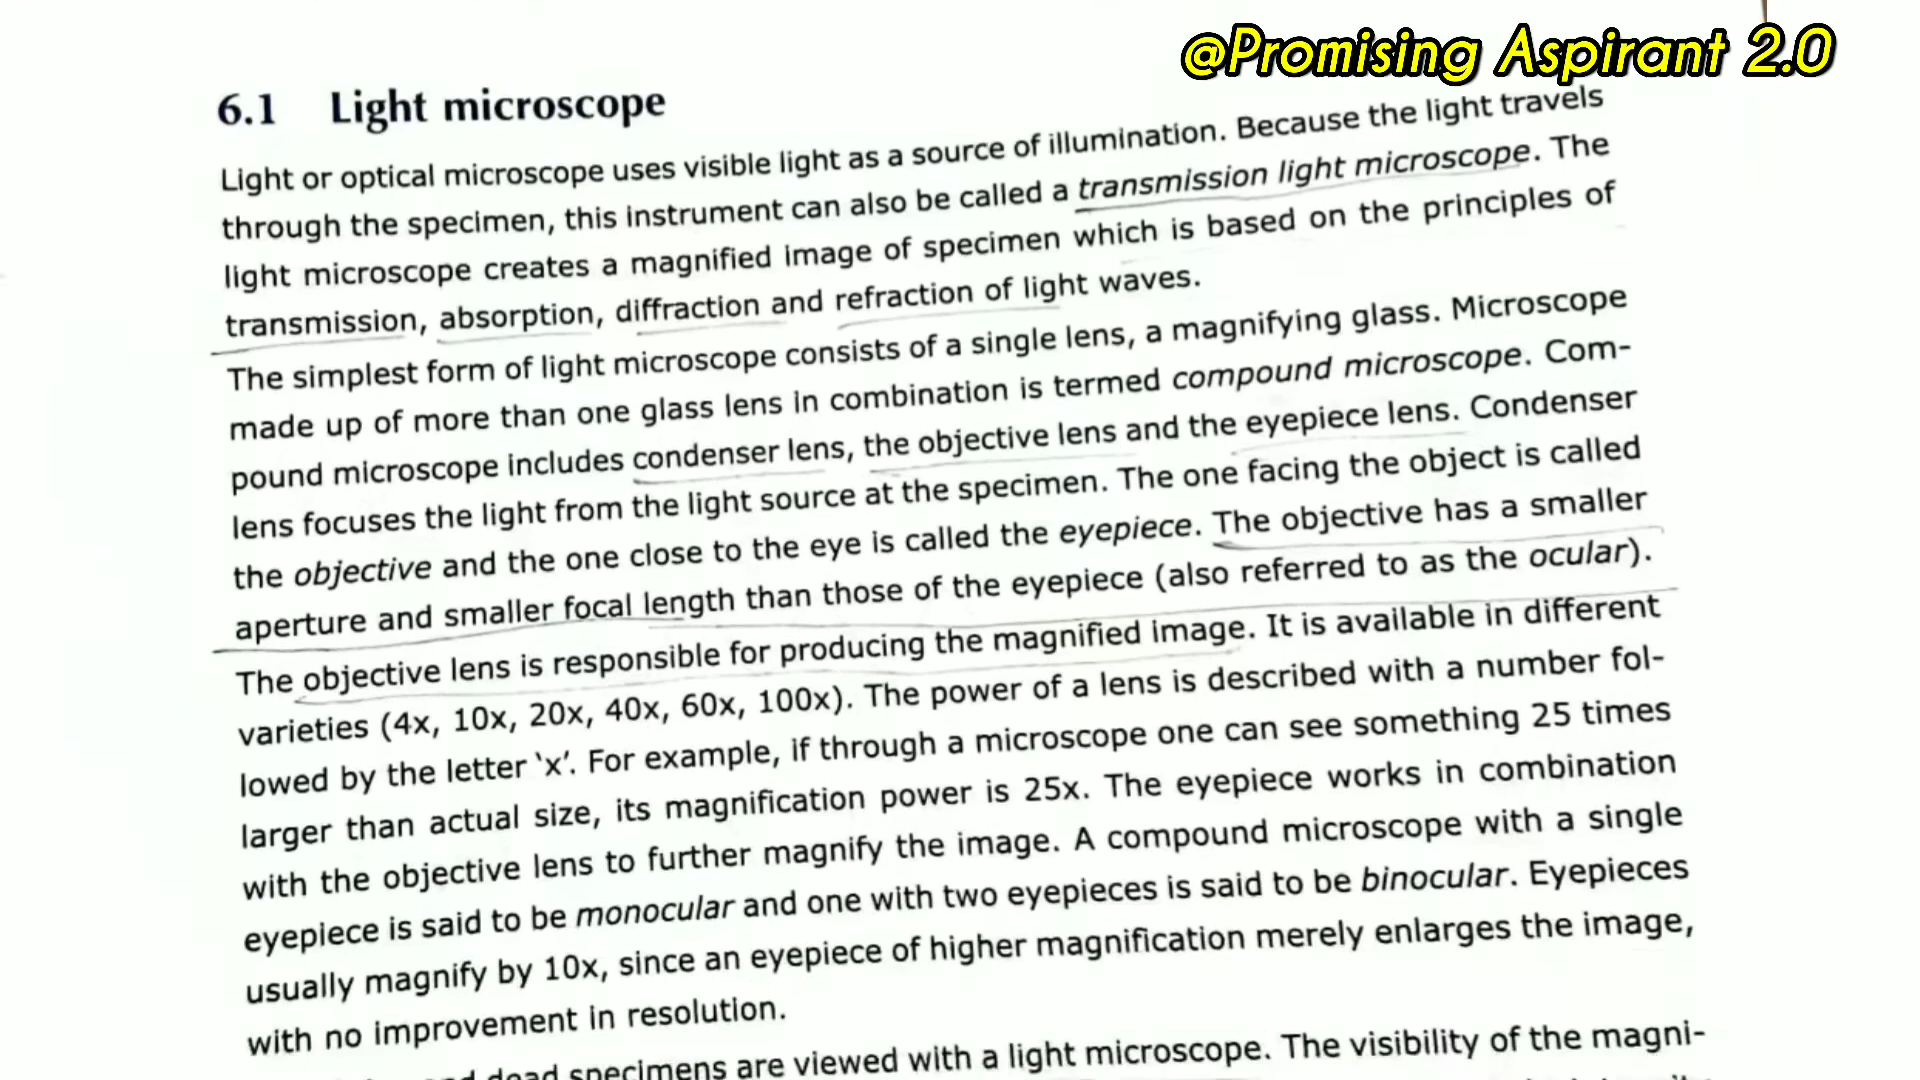 @Promising Aspirant 2.0
6.1 Light microscope
Light or optical microscope uses visible light as a source of illumination. Because the light travels
through the specimen, this instrument can also be called a transmission light microscope. The
light microscope creates a magnified image of specimen which is based on the principles of
transmission, absorption, diffraction and refraction of light waves.
The simplest form of light microscope consists of a single lens, a magnifying glass. Microscope
made up of more than one glass lens in combination is termed compound microscope. Com-
pound microscope includes condenser lens, the objective lens and the eyepiece lens. Condenser
lens focuses the light from the light source at the specimen. The one facing the object is called
the objective and the one close to the eye is called the eyepiece. The objective has a smaller
aperture and smaller focal length than those of the eyepiece (also referred to as the ocular).
The objective lens is responsible for producing the magnified image. It is available in different
varieties (4x, 10x, 20x, 40x, 60x, 100x). The power of a lens is described with a number fol-
lowed by the letter ‘x’. For example, if through a microscope one can see something 25 times
larger than actual size, its magnification power is 25x. The eyepiece works in combination
with the objective lens to further magnify the image. A compound microscope with a single
eyepiece is said to be monocular and one with two eyepieces is said to be binocular. Eyepieces
usually magnify by 10x, since an eyepiece of higher magnification merely enlarges the image,
with no improvement in resolution.
dead specimens are viewed with a light microscope. The visibility of the magni-